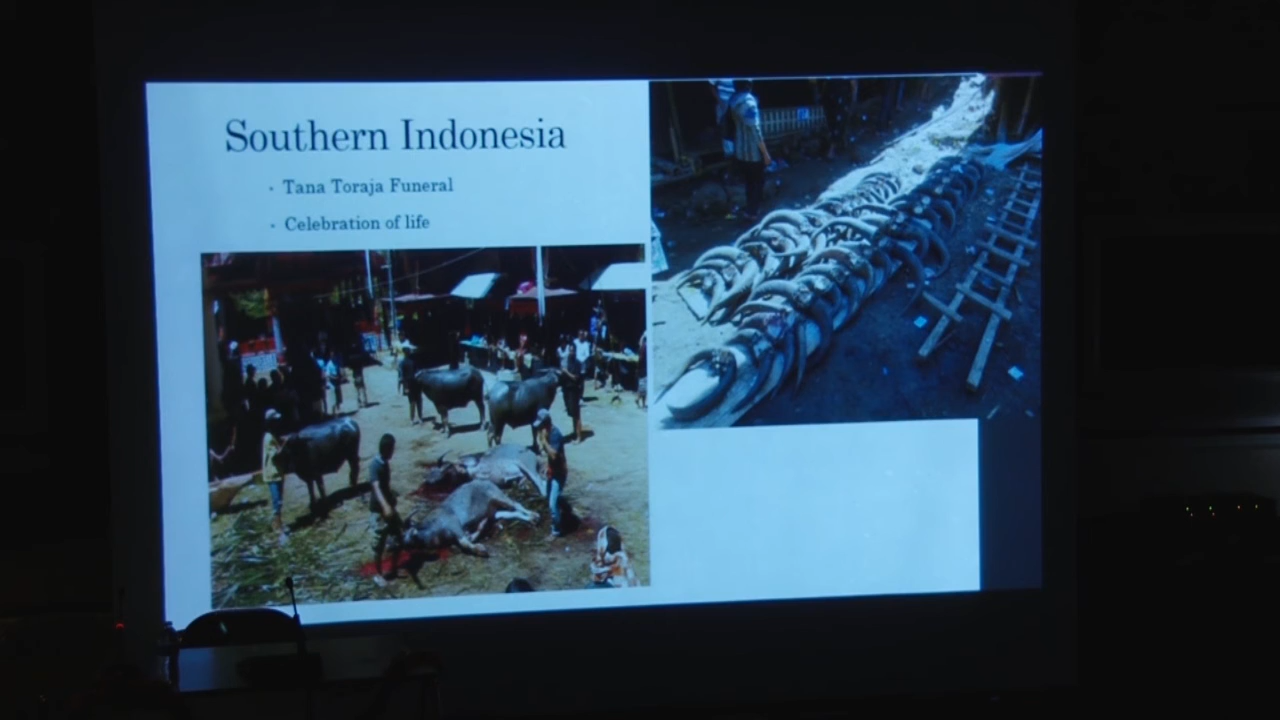 Southern Indonesia
· Tana Toraja Funeral
· Celebration of life